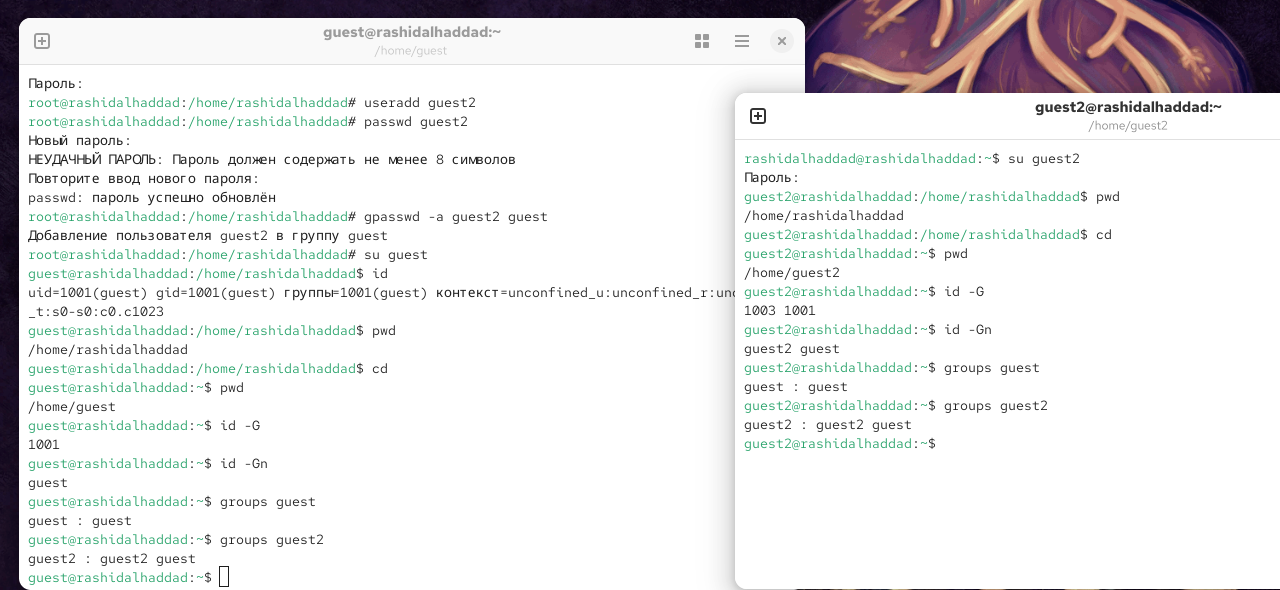 guest@rashidalhaddad:~
/home/guest
Пароль:
root@rashidalhaddad:/home/rashidalhaddad# useradd guest2
root@rashidalhaddad:/home/rashidalhaddad# passwd guest2
Новый пароль:
НЕУДАЧНЫЙ ПАРОЛЬ: Пароль должен содержать не менее 8 символов
Повторите ввод нового пароля:
passwd: пароль успешно обновлён
root@rashidalhaddad:/home/rashidalhaddad# gpasswd -a guest2 guest
Добавление пользователя guest2 в группу guest
root@rashidalhaddad:/home/rashidalhaddad# su guest
guest@rashidalhaddad:/home/rashidalhaddad$ id
uid=1001(guest) gid=1001(guest) группы=1001(guest) контекст=unconfined_u:unconfined_r:unc
_t:s0-s0:c0.c1023
guest@rashidalhaddad:/home/rashidalhaddad$ pwd
/home/rashidalhaddad
guest@rashidalhaddad:/home/rashidalhaddad$ cd
guest@rashidalhaddad:~$ pwd
/home/guest
guest@rashidalhaddad:~$ id -G
1001
guest@rashidalhaddad:~$ id -Gn
guest
guest@rashidalhaddad:~$ groups guest
guest : guest
guest@rashidalhaddad:~$ groups guest2
guest2 : guest2 guest
guest@rashidalhaddad:~$
guest2@rashidalhaddad:~
/home/guest2
rashidalhaddad@rashidalhaddad:~$ su guest2
Пароль:
guest2@rashidalhaddad:/home/rashidalhaddad$ pwd
/home/rashidalhaddad
guest2@rashidalhaddad:/home/rashidalhaddad$ cd
guest2@rashidalhaddad:~$ pwd
/home/guest2
guest2@rashidalhaddad:~$ id -G
1003 1001
guest2@rashidalhaddad:~$ id -Gn
guest2 guest
guest2@rashidalhaddad:~$ groups guest
guest : guest
guest2@rashidalhaddad:~$ groups guest2
guest2 : guest2 guest
guest2@rashidalhaddad:~$